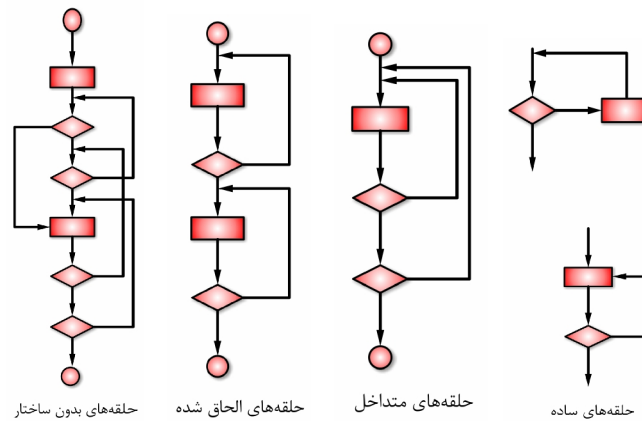 حلقه‌های ساده
حلقه‌های متداخل
حلقه‌های الحاق شده
حلقه‌های بدون ساختار